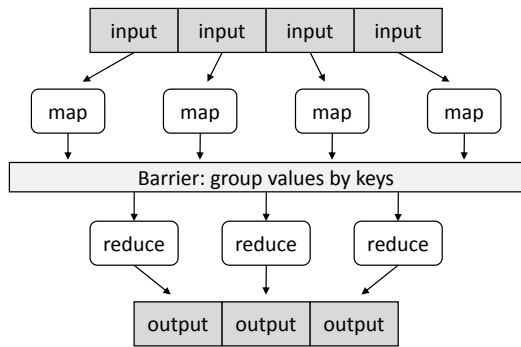 input input input input
map map map map
Barrier: group values by keys
reduce reduce reduce
output output output